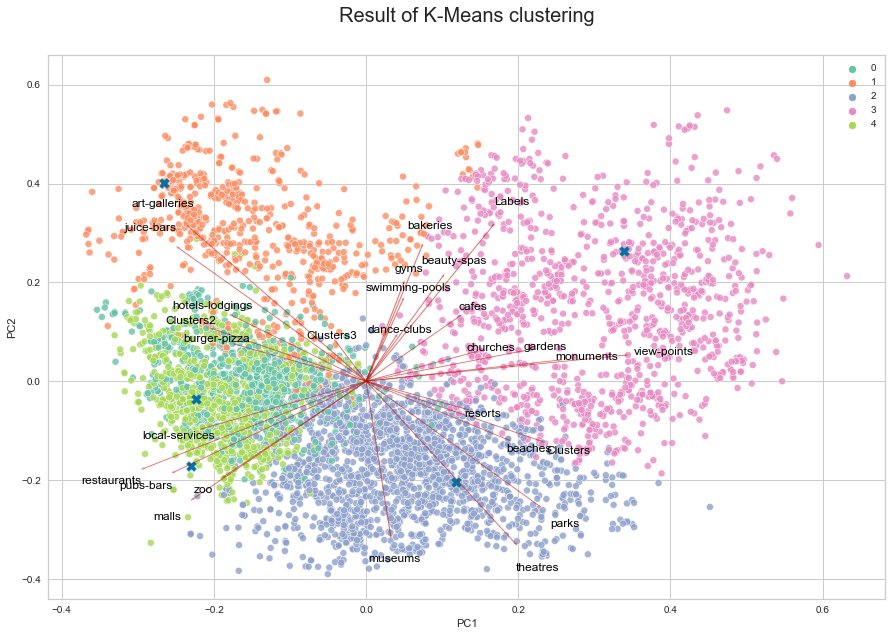 Result of K-Means clustering
0
1
2
3
4
0.6
0.4
0.2
0.0
−0.2
−0.4
PC2
art-galleries
Labels
juice-bars
bakeries
beauty-spas
gyms
swimming-pools
hotels-lodgings
cafes
Clusters2
dance-clubs
Clusters3
burger-pizza
churches
gardens
view-points
monuments
resorts
local-services
beaches
Clusters
restaurants
pubs-bars
zoo
malls
parks
museums
theatres
−0.4
−0.2
0.0
0.2
0.4
0.6
PC1